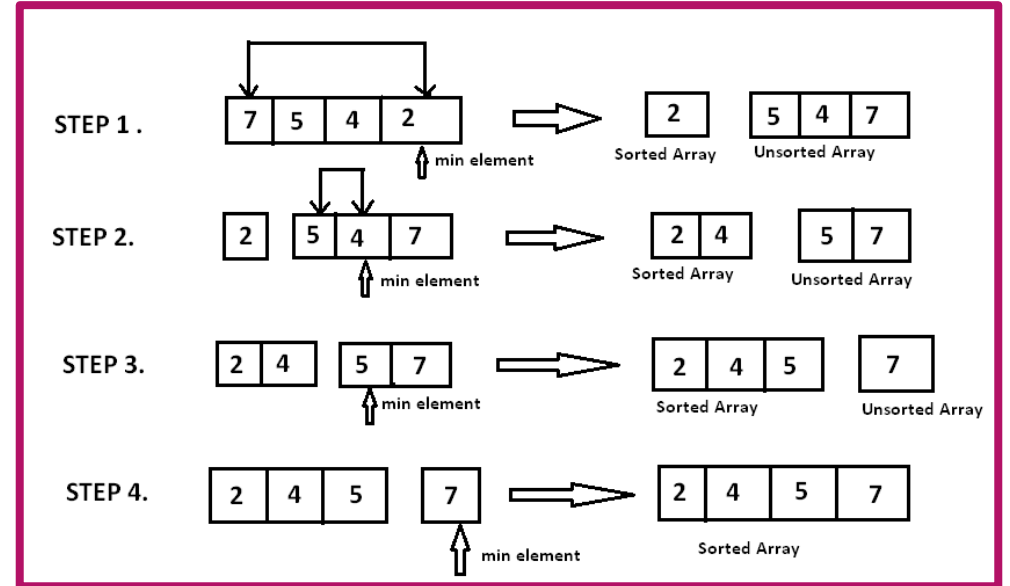 STEP 1 .
7 5 4 2
min element
2
Sorted Array
5 4 7
Unsorted Array
STEP 2.
2
5 4 7
min element
2 4
Sorted Array
5 7
Unsorted Array
STEP 3.
2 4
5 7
min element
2 4 5
Sorted Array
7
Unsorted Array
STEP 4.
2 4 5
7
min element
2 4 5 7
Sorted Array